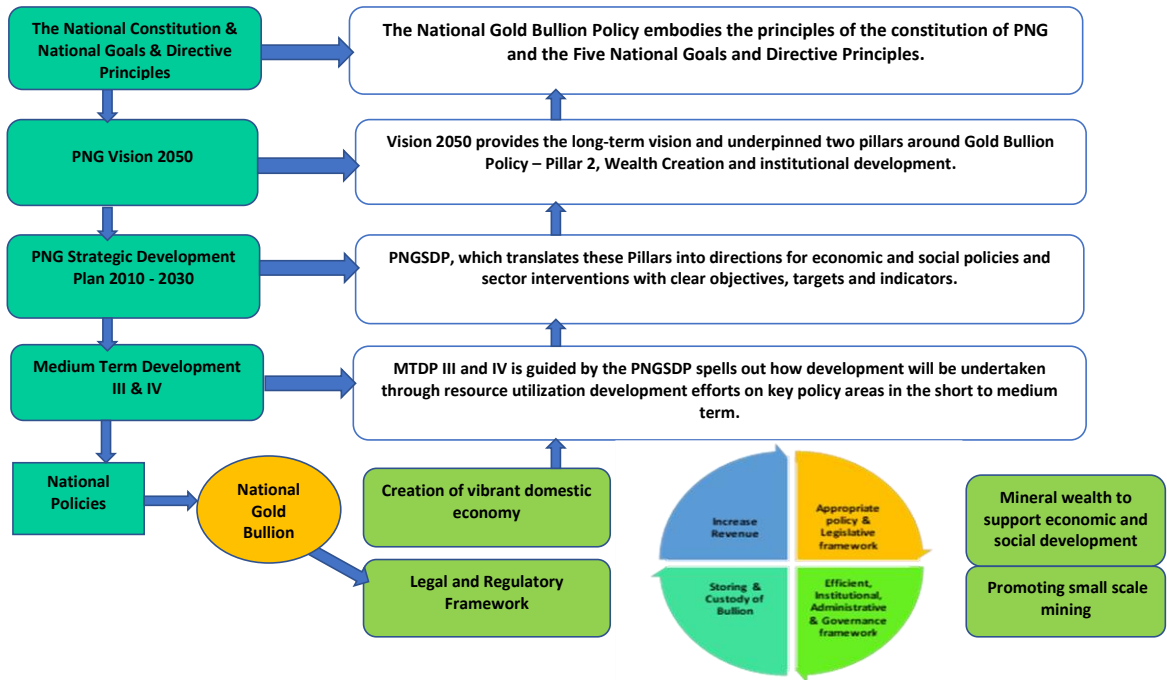 The National Constitution &
National Goals & Directive
Principles
The National Gold Bullion Policy embodies the principles of the constitution of PNG
and the Five National Goals and Directive Principles.
PNG Vision 2050
Vision 2050 provides the long-term vision and underpinned two pillars around Gold Bullion
Policy – Pillar 2, Wealth Creation and institutional development.
PNG Strategic Development
Plan 2010 - 2030
PNGSDP, which translates these Pillars into directions for economic and social policies and
sector interventions with clear objectives, targets and indicators.
Medium Term Development
III & IV
MTDP III and IV is guided by the PNGSDP spells out how development will be undertaken
through resource utilization development efforts on key policy areas in the short to medium
term.
National
Policies
National
Gold
Bullion
Creation of vibrant domestic
economy
Legal and Regulatory
Framework
Increase
Revenue
Appropriate
policy &
Legislative
framework
Storing &
Custody of
Bullion
Efficient,
Institutional,
Administrative
& Governance
framework
Mineral wealth to
support economic and
social development
Promoting small scale
mining